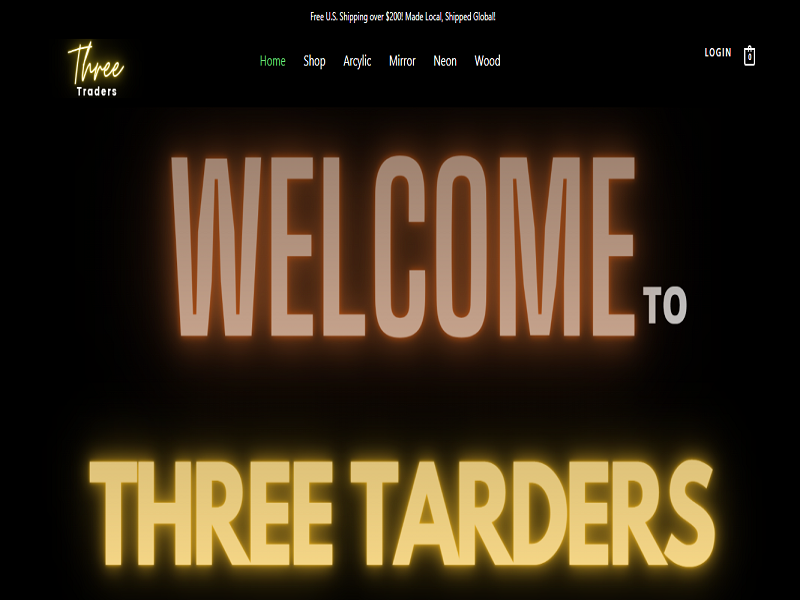 Free U.S. Shipping over $200! Made Local, Shipped Global!
Three
Traders
Home Shop Arcylic Mirror Neon Wood
LOGIN 0
WELCOME
TO
THREE TARDERS